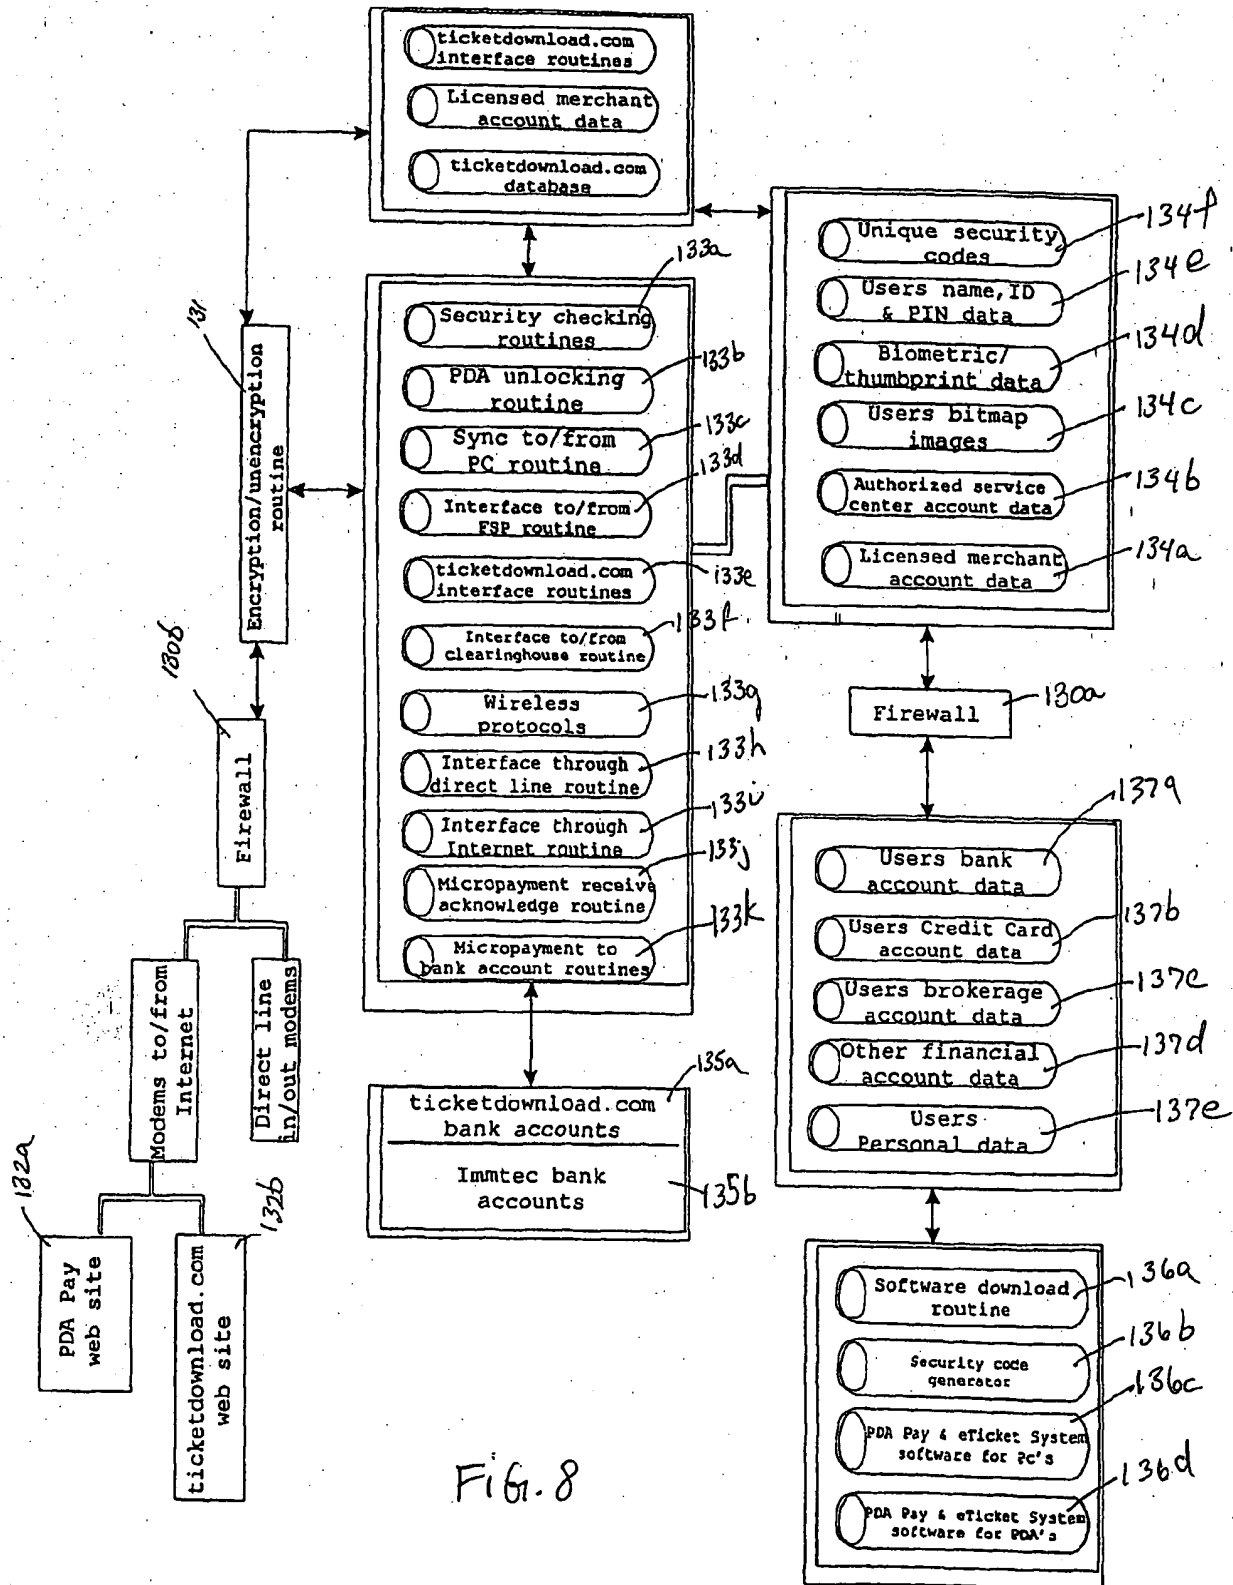 ticketdownload.com
interface routines
Licensed merchant
account data
ticketdownload.com
database
133a
Security checking
routines
133b
PDA unlocking
routine
133c
Sync to/from
PC routine
133d
Interface to/from
FSP routine
ticketdownload.com
interface routines
133e
133f
Interface to/from
clearinghouse routine
Wireless
protocols
133g
133h
Interface through
direct line routine
133i
Interface through
Internet routine
133j
Micropayment receive
acknowledge routine
133k
Micropayment to
bank account routines
135a
ticketdownload.com
bank accounts
Immtec bank
accounts
135b
134f
Unique security
codes
134e
Users name, ID
& PIN data
134d
Biometric/
thumbprint data
134c
Users bitmap
images
134b
Authorized service
center account data
134a
Licensed merchant
account data
Firewall
130a
137a
Users bank
account data
137b
Users Credit Card
account data
137c
Users brokerage
account data
137d
Other financial
account data
137e
Users
Personal data
136a
Software download
routine
136b
Security code
generator
136c
PDA Pay & eTicket System
software for PC's
136d
PDA Pay & eTicket System
software for PDA's
131
Encryption/unencryption
routine
130b
Firewall
Modems to/from
Internet
Direct line
in/out modems
132a
PDA Pay
web site
132b
ticketdownload.com
web site
FIG. 8